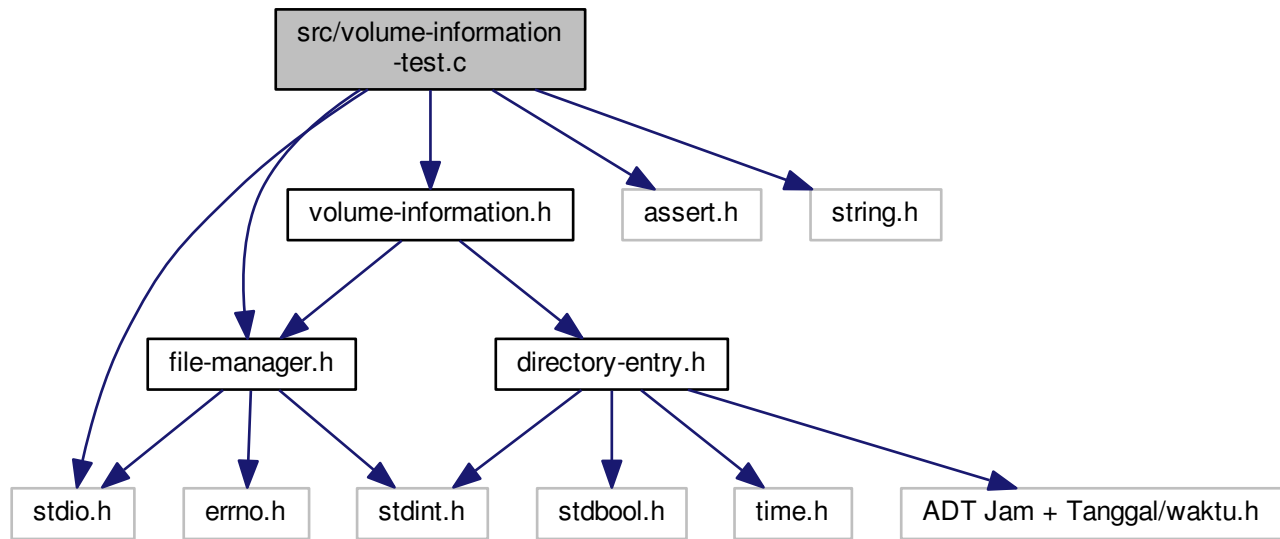 src/volume-information
-test.c
volume-information.h
assert.h
string.h
file-manager.h
directory-entry.h
stdio.h
errno.h
stdint.h
stdbool.h
time.h
ADT Jam + Tanggal/waktu.h